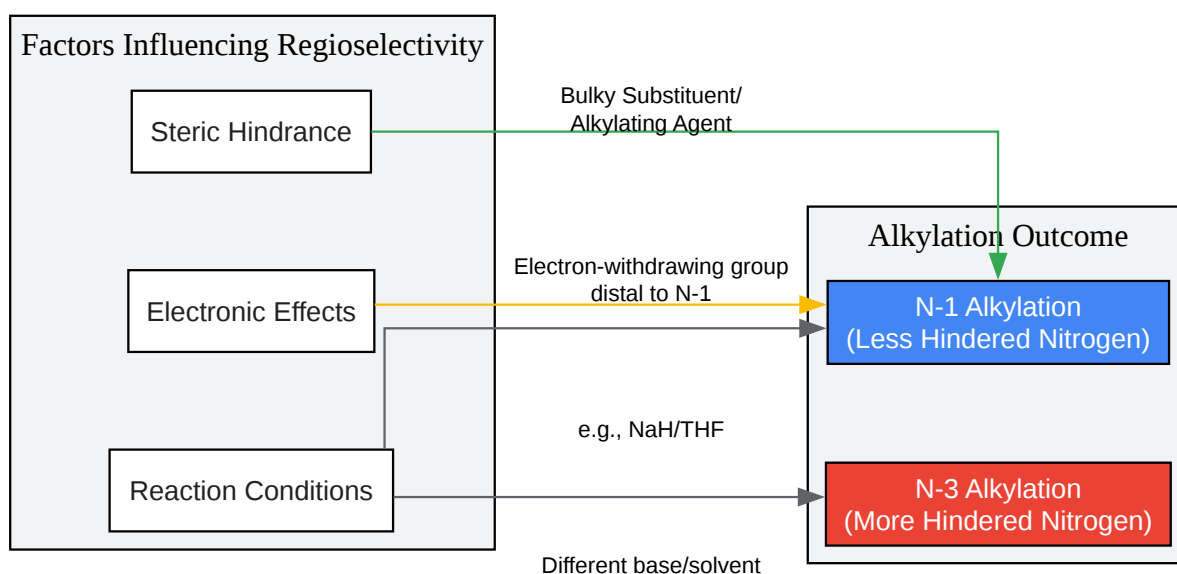 Factors Influencing Regioselectivity
Steric Hindrance
Bulky Substituent/
Alkylating Agent
Alkylation Outcome
Electronic Effects
Electron-withdrawing group
distal to N-1
N-1 Alkylation
(Less Hindered Nitrogen)
e.g., NaH/THF
Reaction Conditions
N-3 Alkylation
(More Hindered Nitrogen)
Different base/solvent